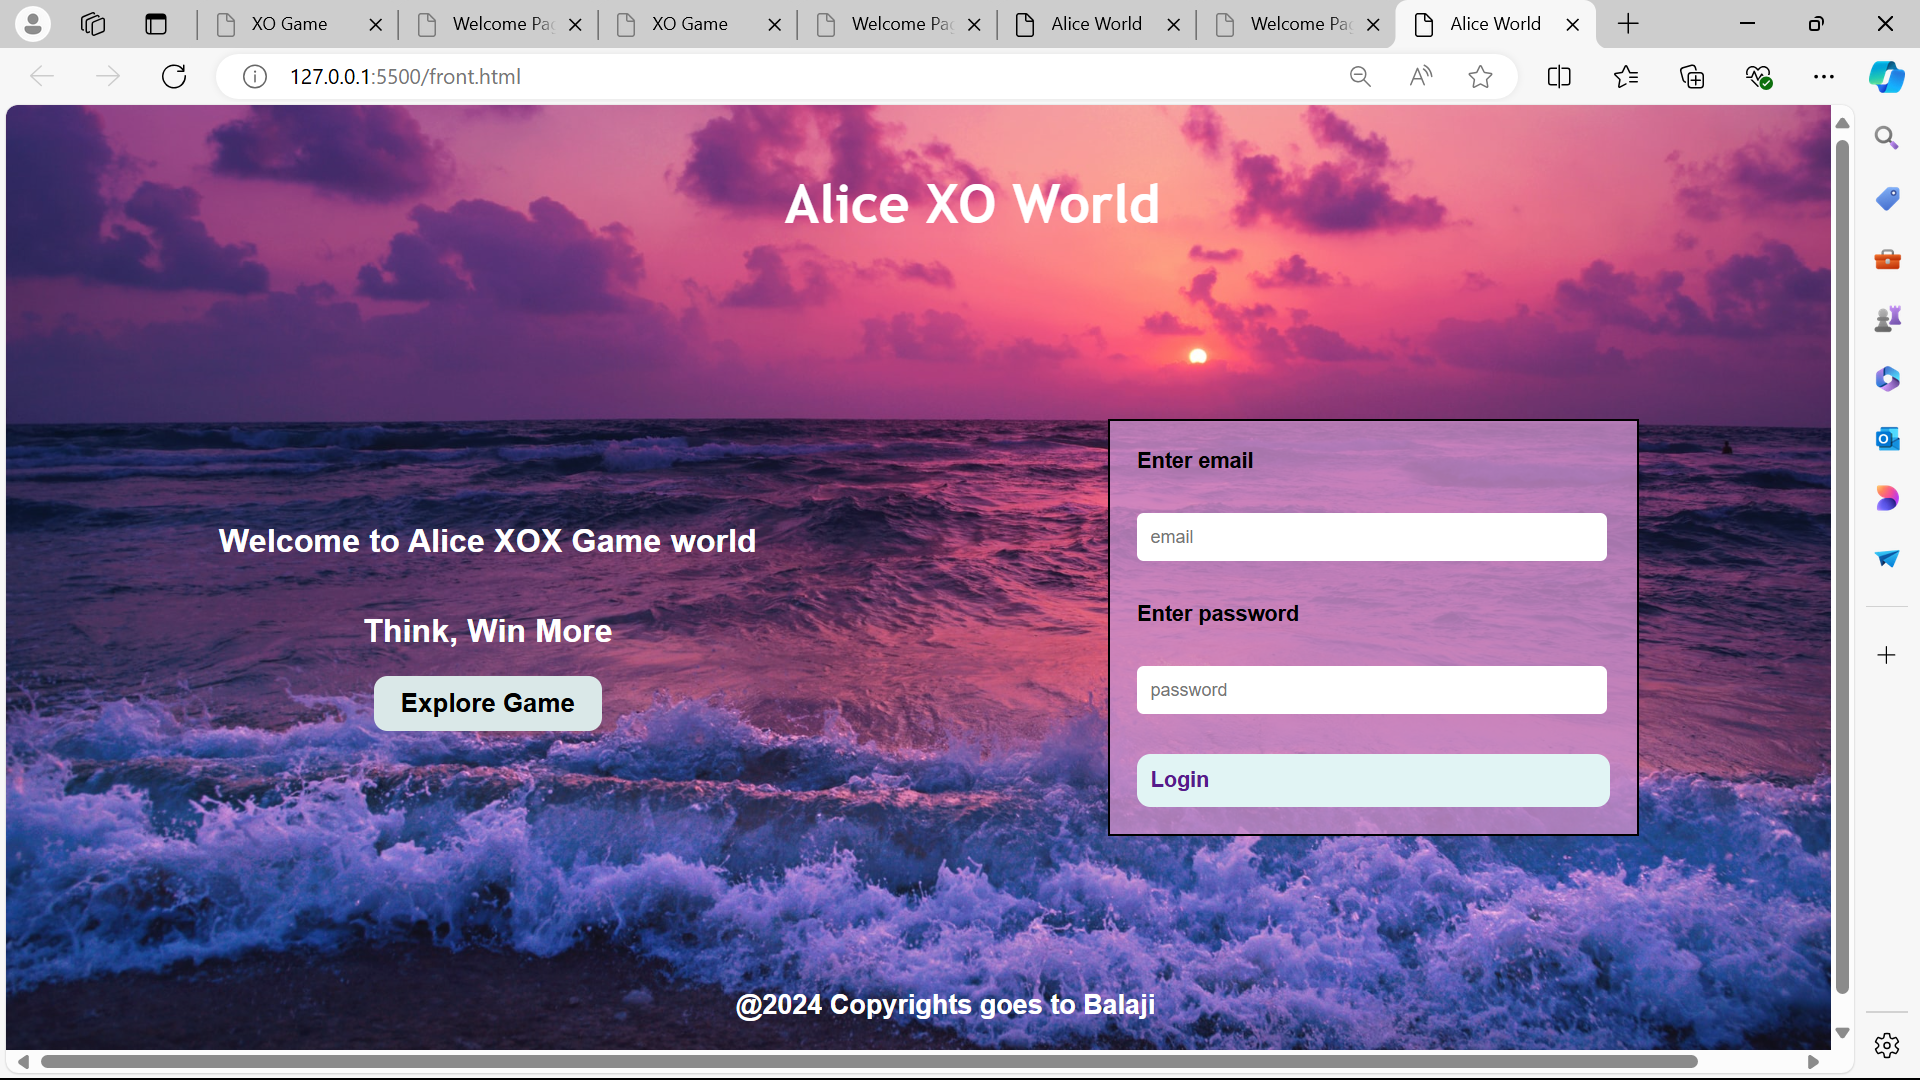 XO Game
Welcome Pa
XO Game
Welcome Pa
Alice World
Welcome Pa
Alice World
127.0.0.1:5500/front.html
Alice XO World
Enter email
email
Welcome to Alice XOX Game world
Enter password
Think, Win More
password
Explore Game
Login
@2024 Copyrights goes to Balaji